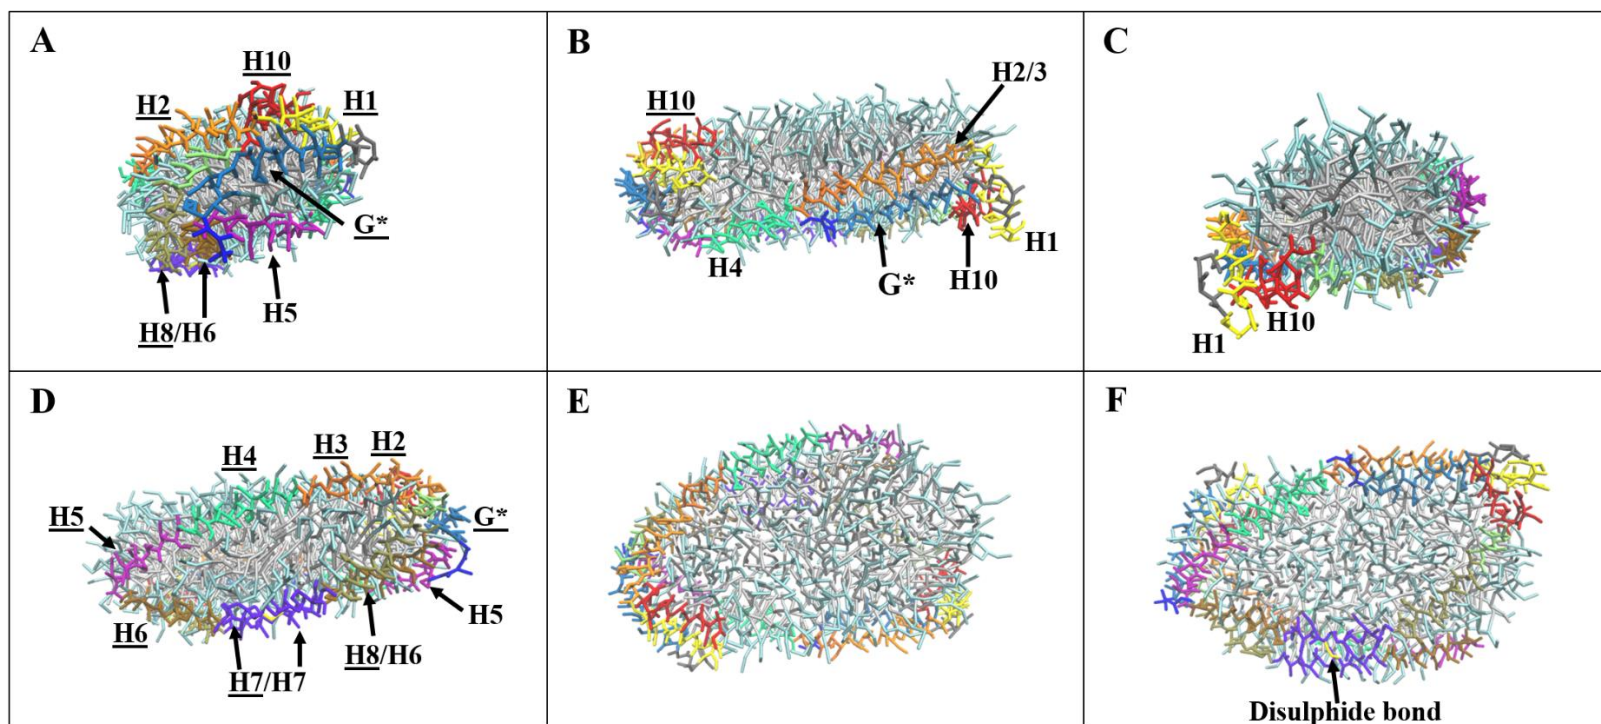 A
H10
H2
H1
G*
H5
H8/H6
B
H2/3
H10
H4
G*
H10
H1
C
H1
H10
D
H4
H3
H2
H5
G*
H5
H6
H8/H6
H7/H7
E
F
Disulphide bond